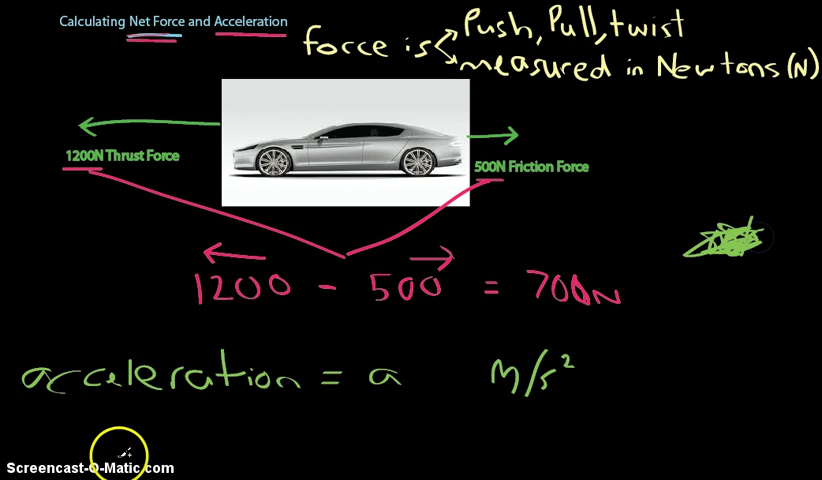 Calculating Net Force and Acceleration
force is
Push, Pull, twist
measured in Newtons (N)
1200N Thrust Force
500N Friction Force
1200 - 500 = 700N
acceleration = a m/s²
Screencast-O-Matic.com